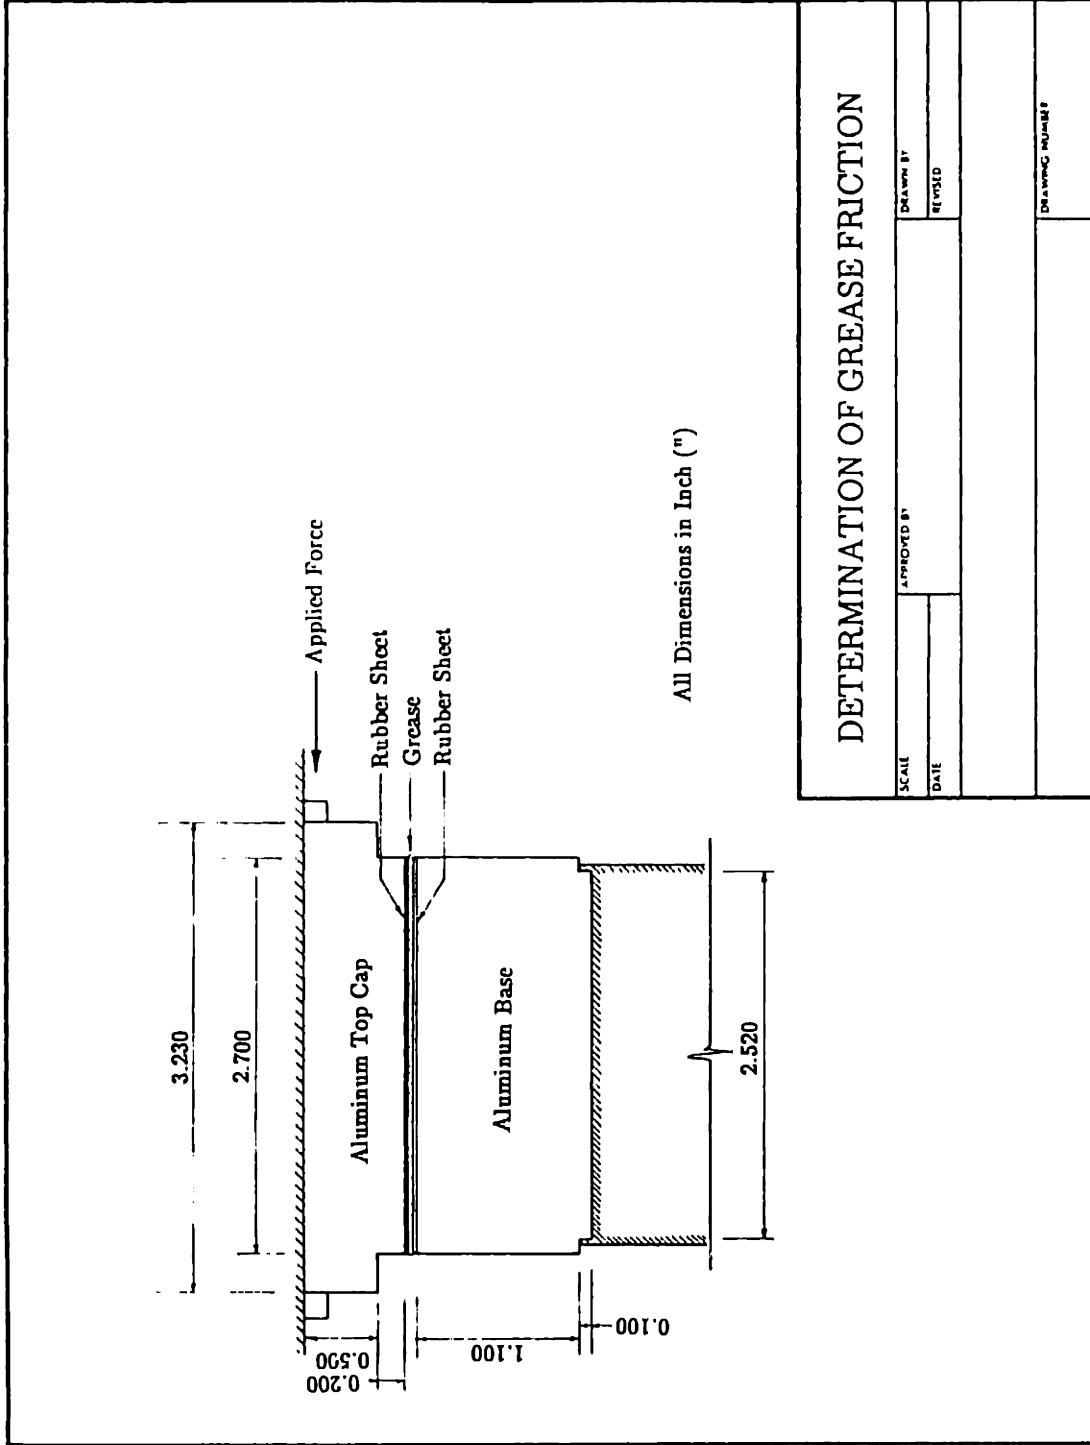 3.230
2.700
Applied Force
Aluminum Top Cap
Rubber Sheet
Grease
Rubber Sheet
Aluminum Base
0.500
0.200
1.100
0.100
2.520
All Dimensions in Inch (")
DETERMINATION OF GREASE FRICTION
SCALE
APPROVED BY
DRAWN BY
DATE
REVISED
DRAWING NUMBER